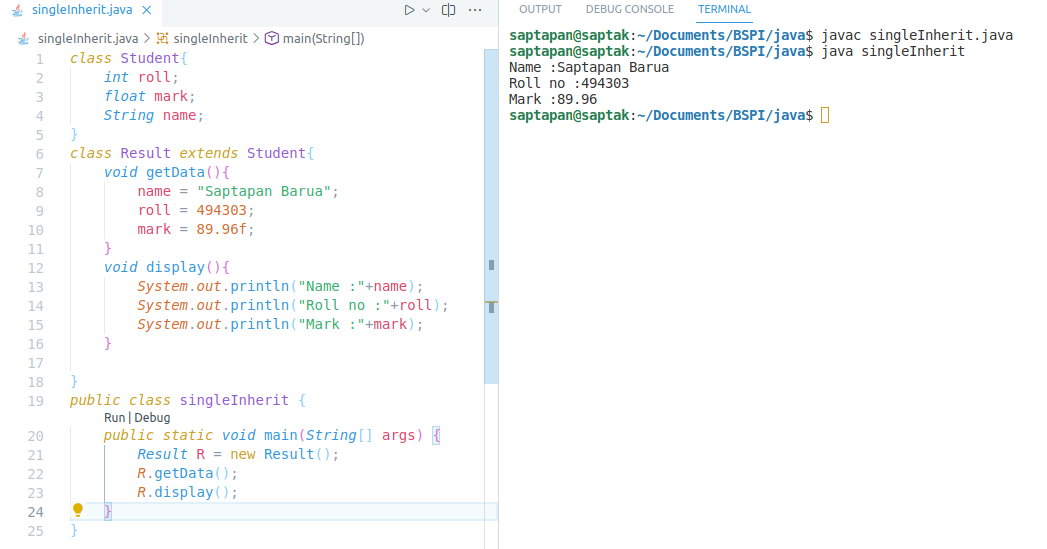 singleInherit.java ×
singleInherit.java > singleInherit > main(String[])
1 class Student{
2     int roll;
3     float mark;
4     String name;
5 }
6 class Result extends Student{
7     void getData(){
8         name = "Saptapan Barua";
9         roll = 494303;
10         mark = 89.96f;
11     }
12     void display(){
13         System.out.println("Name :"+name);
14         System.out.println("Roll no :"+roll);
15         System.out.println("Mark :"+mark);
16     }
17
18 }
19 public class singleInherit {
Run | Debug
20     public static void main(String[] args) {
21         Result R = new Result();
22         R.getData();
23         R.display();
24     }
25 }
OUTPUT DEBUG CONSOLE TERMINAL
saptapan@saptak:~/Documents/BSPI/java$ javac singleInherit.java
saptapan@saptak:~/Documents/BSPI/java$ java singleInherit
Name :Saptapan Barua
Roll no :494303
Mark :89.96
saptapan@saptak:~/Documents/BSPI/java$